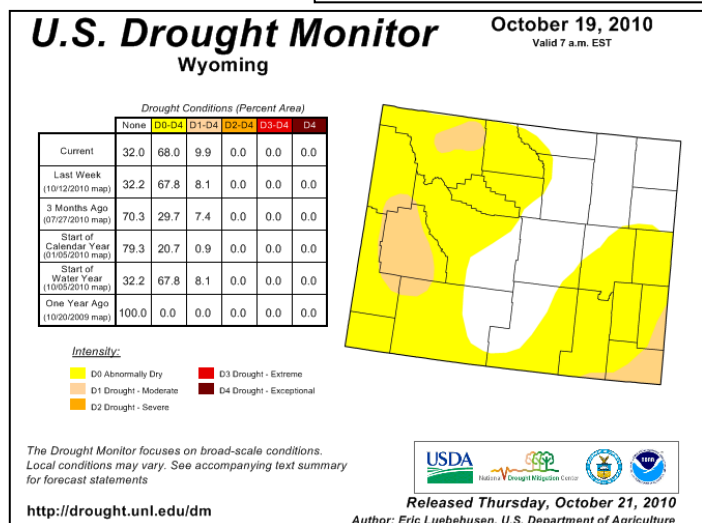 U.S. Drought Monitor
Wyoming
October 19, 2010
Valid 7 a.m. EST
Drought Conditions (Percent Area)
None D0-D4 D1-D4 D2-D4 D3-D4 D4
Current 32.0 68.0 9.9 0.0 0.0 0.0
Last Week
(10/12/2010 map) 32.2 67.8 8.1 0.0 0.0 0.0
3 Months Ago
(07/27/2010 map) 70.3 29.7 7.4 0.0 0.0 0.0
Start of
Calendar Year
(01/05/2010 map) 79.3 20.7 0.9 0.0 0.0 0.0
Start of
Water Year
(10/05/2010 map) 32.2 67.8 8.1 0.0 0.0 0.0
One Year Ago
(10/20/2009 map) 100.0 0.0 0.0 0.0 0.0 0.0
Intensity:
D0 Abnormally Dry
D1 Drought - Moderate
D2 Drought - Severe
D3 Drought - Extreme
D4 Drought - Exceptional
The Drought Monitor focuses on broad-scale conditions.
Local conditions may vary. See accompanying text summary
for forecast statements
http://drought.unl.edu/dm
USDA
National Drought Mitigation Center
Released Thursday, October 21, 2010
Author: Eric Luebehusen, U.S. Department of Agriculture